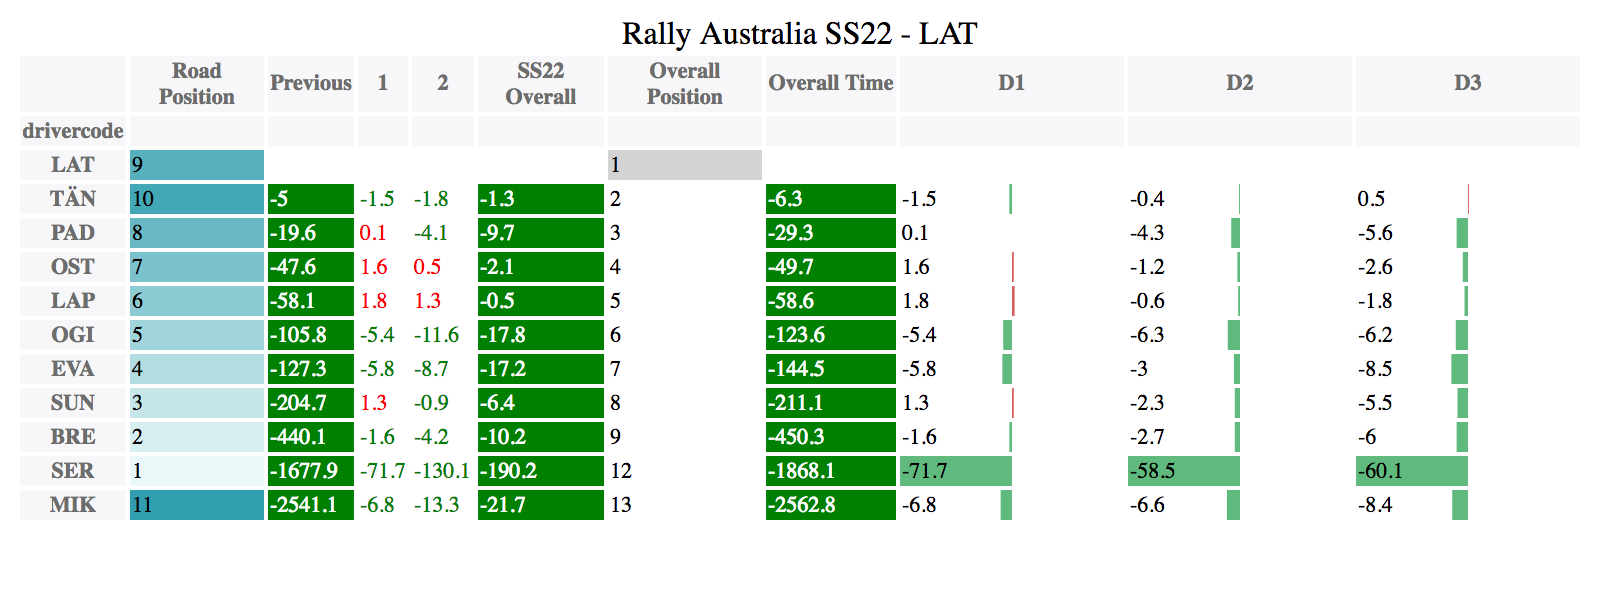 Rally Australia SS22 - LAT
Road Position Previous 1 2 SS22 Overall Overall Position Overall Time D1 D2 D3
drivercode
LAT 9 1
TÄN 10 -5 -1.5 -1.8 -1.3 2 -6.3 -1.5 -0.4 0.5
PAD 8 -19.6 0.1 -4.1 -9.7 3 -29.3 0.1 -4.3 -5.6
OST 7 -47.6 1.6 0.5 -2.1 4 -49.7 1.6 -1.2 -2.6
LAP 6 -58.1 1.8 1.3 -0.5 5 -58.6 1.8 -0.6 -1.8
OGI 5 -105.8 -5.4 -11.6 -17.8 6 -123.6 -5.4 -6.3 -6.2
EVA 4 -127.3 -5.8 -8.7 -17.2 7 -144.5 -5.8 -3 -8.5
SUN 3 -204.7 1.3 -0.9 -6.4 8 -211.1 1.3 -2.3 -5.5
BRE 2 -440.1 -1.6 -4.2 -10.2 9 -450.3 -1.6 -2.7 -6
SER 1 -1677.9 -71.7 -130.1 -190.2 12 -1868.1 -71.7 -58.5 -60.1
MIK 11 -2541.1 -6.8 -13.3 -21.7 13 -2562.8 -6.8 -6.6 -8.4